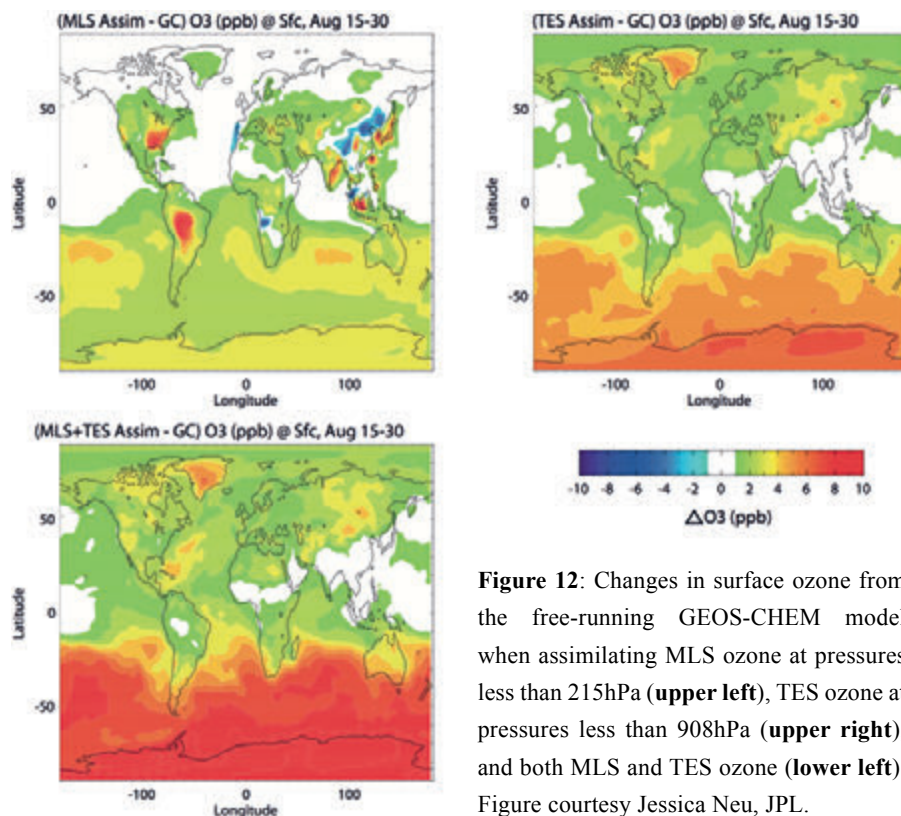 (MLS Assim - GC) O3 (ppb) @ Sfc, Aug 15-30
Latitude
50
0
-50
-100
0
100
Longitude
(TES Assim - GC) O3 (ppb) @ Sfc, Aug 15-30
Latitude
50
0
-50
-100
0
100
Longitude
(MLS+TES Assim - GC) O3 (ppb) @ Sfc, Aug 15-30
Latitude
50
0
-50
-100
0
100
Longitude
-10 -8 -6 -4 -2 0 2 4 6 8 10
△O3 (ppb)
Figure 12: Changes in surface ozone from
the free-running GEOS-CHEM model
when assimilating MLS ozone at pressures
less than 215hPa (upper left), TES ozone at
pressures less than 908hPa (upper right)
and both MLS and TES ozone (lower left)
Figure courtesy Jessica Neu, JPL.